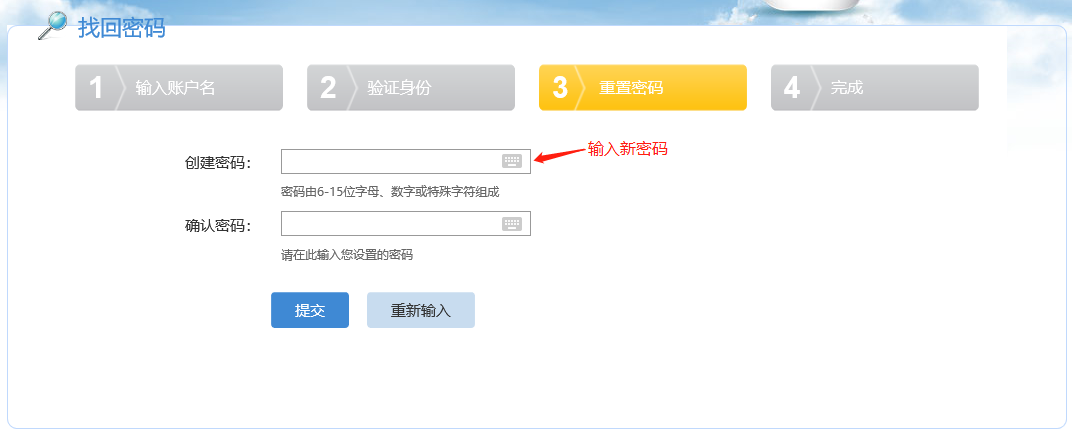 找回密码
1 输入账户名
2 验证身份
3 重置密码
4 完成
创建密码：
输入新密码
密码由6-15位字母、数字或特殊字符组成
确认密码：
请在此输入您设置的密码
提交 重新输入